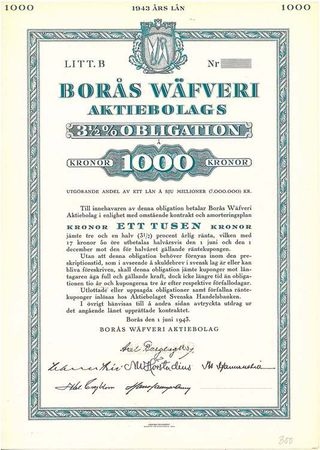 1000 1943 ÅRS LÅN 1000
LITT. B Nr
BORÅS WÄFVERI
AKTIEBOLAGS
3½% OBLIGATION
Å
KRONOR 1000 KRONOR
UTGÖRANDE ANDEL AV ETT LÅN Å SJU MILLIONER (7.000.000) KR.
Till innehavaren av denna obligation betalar Borås Wäfveri
Aktiebolag i enlighet med omstående kontrakt och amorteringsplan
KRONOR ETT TUSEN KRONOR
jämte tre och en halv (3½) procent årlig ränta, vilken med
17 kronor 50 öre utbetalas halvårsvis den 1 juni och den 1
december mot den för halvåret gällande räntekupongen.
Utan att denna obligation behöver förnyas inom den pre-
skriptionstid, som i avseende å skuldebrev i svensk lag är eller kan
bliva föreskriven, skall denna obligation jämte kuponger mot lån-
tagaren äga full och gällande kraft, dock icke längre tid än obliga-
tionen tio år och kupongerna tre år efter respektive förfallodagar.
Utlottade eller uppsagda obligationer samt förfallna ränte-
kuponger inlösas hos Aktiebolaget Svenska Handelsbanken.
I övrigt hänvisas till å andra sidan avtryckta utdrag ur
det angående lånet upprättade kontraktet.
Borås den 1 juni 1943.
BORÅS WÄFVERI AKTIEBOLAG
300